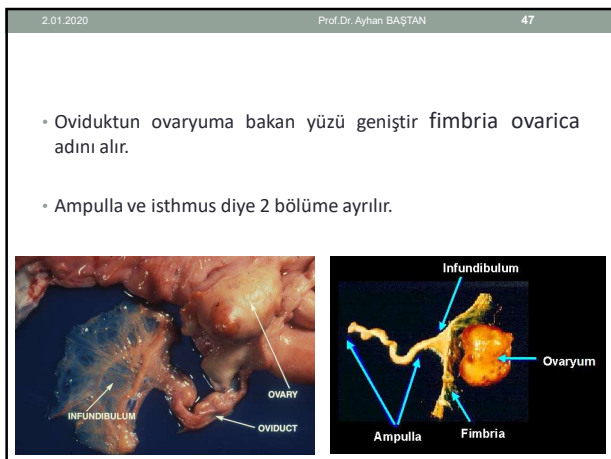 2.01.2020 Prof.Dr. Ayhan BAŞTAN 47
• Oviduktun ovaryuma bakan yüzü geniştir fimbria ovarica
adını alır.
• Ampulla ve isthmus diye 2 bölüme ayrılır.
INFUNDIBULUM
OVARY
OVIDUCT
Infundibulum
Ovaryum
Ampulla
Fimbria